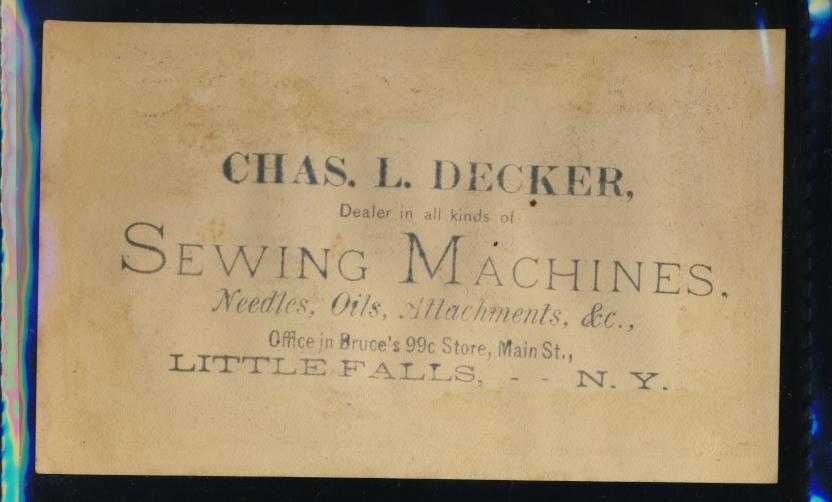 CHAS. L. DECKER,
Dealer in all kinds of
SEWING MACHINES.
Needles, Oils, Attachments, &c.,
Office in Bruce's 99c Store, Main St.,
LITTLE FALLS, - - N. Y.